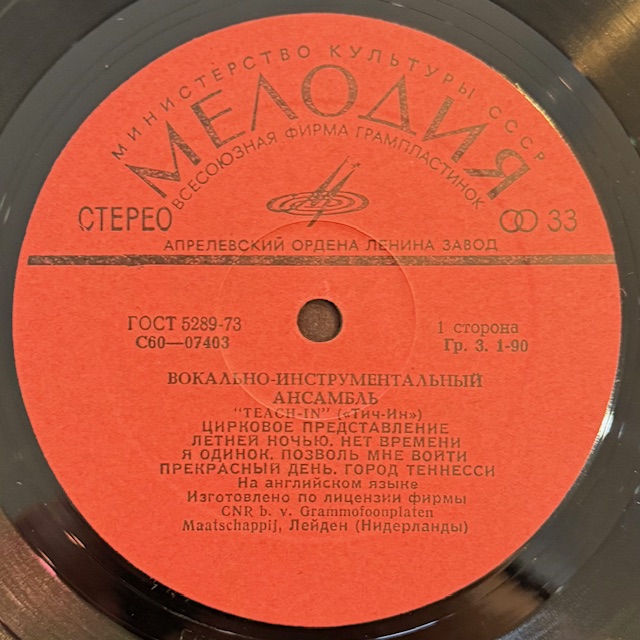 МИНИСТЕРСТВО КУЛЬТУРЫ СССР
МЕЛОДИЯ
ВСЕСОЮЗНАЯ ФИРМА ГРАМПЛАСТИНОК
СТЕРЕО
33
АПРЕЛЕВСКИЙ ОРДЕНА ЛЕНИНА ЗАВОД
ГОСТ 5289-73
С60—07403
1 сторона
Гр. 3. 1-90
ВОКАЛЬНО-ИНСТРУМЕНТАЛЬНЫЙ
АНСАМБЛЬ
"TEACH-IN" («Тич-Ин»)
ЦИРКОВОЕ ПРЕДСТАВЛЕНИЕ
ЛЕТНЕЙ НОЧЬЮ. НЕТ ВРЕМЕНИ
Я ОДИНОК. ПОЗВОЛЬ МНЕ ВОЙТИ
ПРЕКРАСНЫЙ ДЕНЬ. ГОРОД ТЕННЕССИ
На английском языке
Изготовлено по лицензии фирмы
CNR b. v. Grammofoonplaten
Maatschappij, Лейден (Нидерланды)